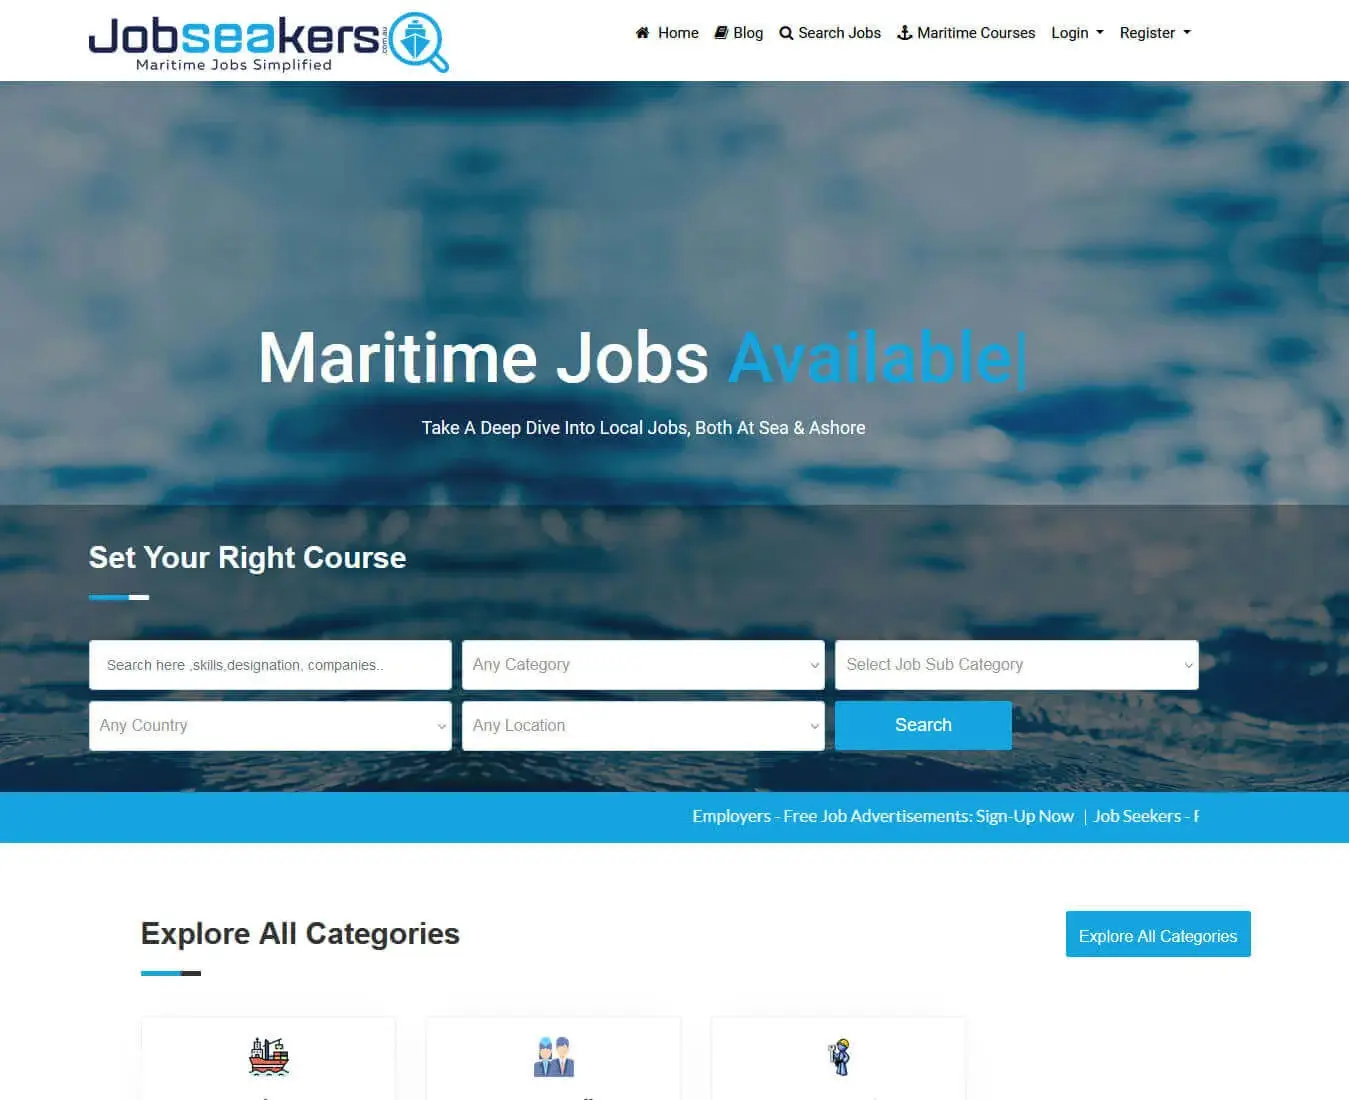 Jobseakers
.com.au
Maritime Jobs Simplified
Home
Blog
Search Jobs
Maritime Courses
Login
Register
Maritime Jobs Available|
Take A Deep Dive Into Local Jobs, Both At Sea & Ashore
Set Your Right Course
Search here ,skills,designation, companies..
Any Category
Select Job Sub Category
Any Country
Any Location
Search
Employers - Free Job Advertisements: Sign-Up Now | Job Seekers -
Explore All Categories
Explore All Categories